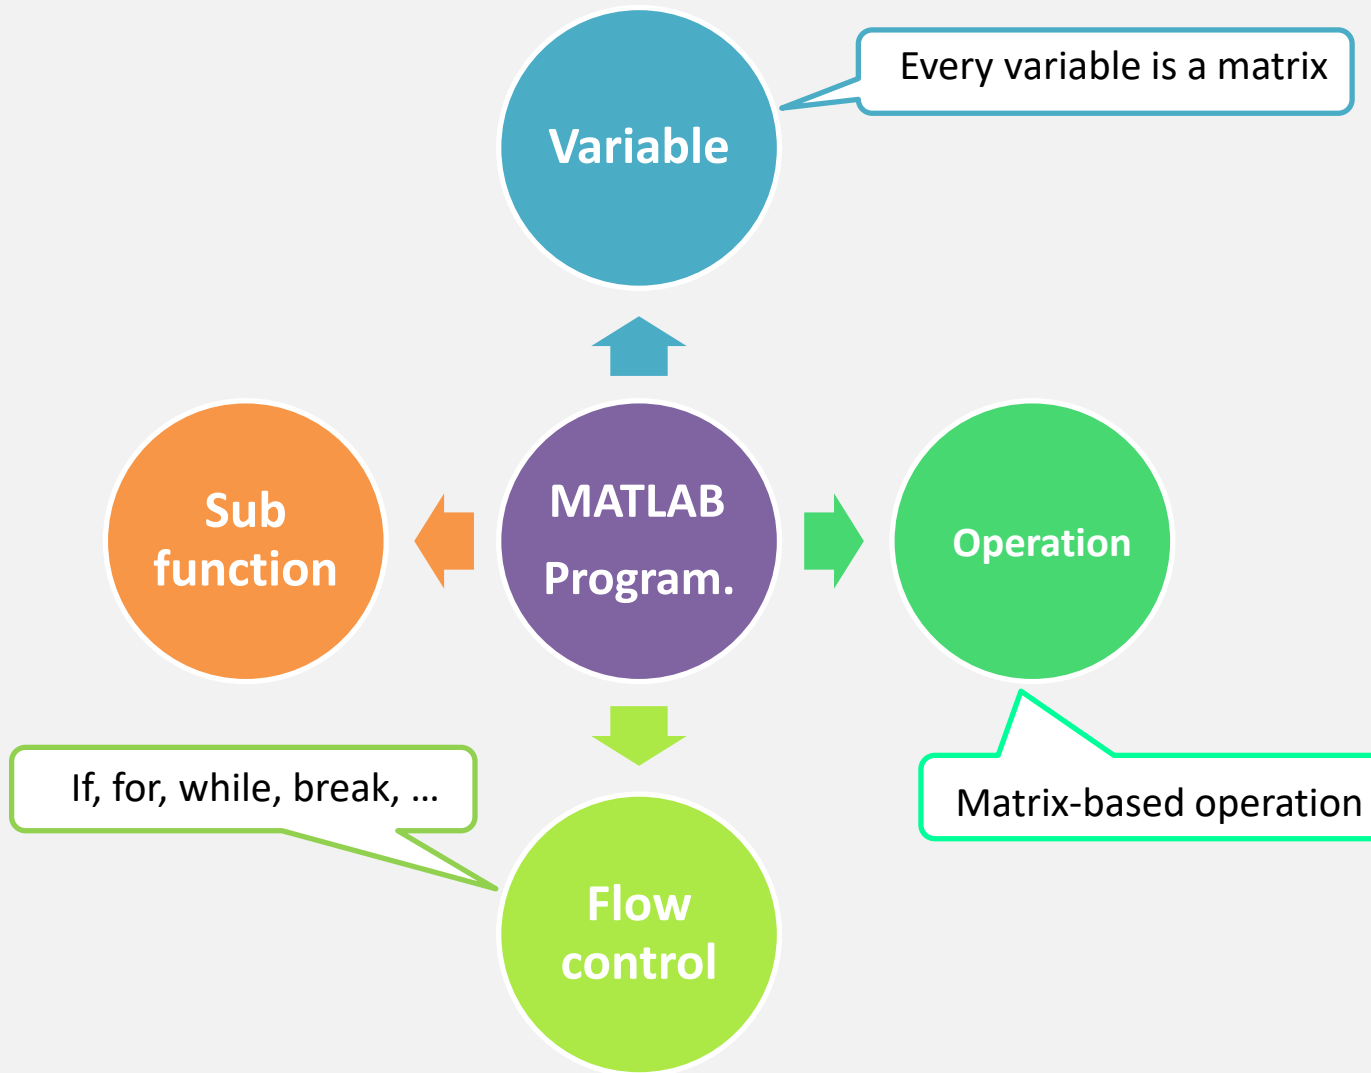 Every variable is a matrix
Variable
Sub
function
MATLAB
Program.
Operation
If, for, while, break, ...
Matrix-based operation
Flow
control